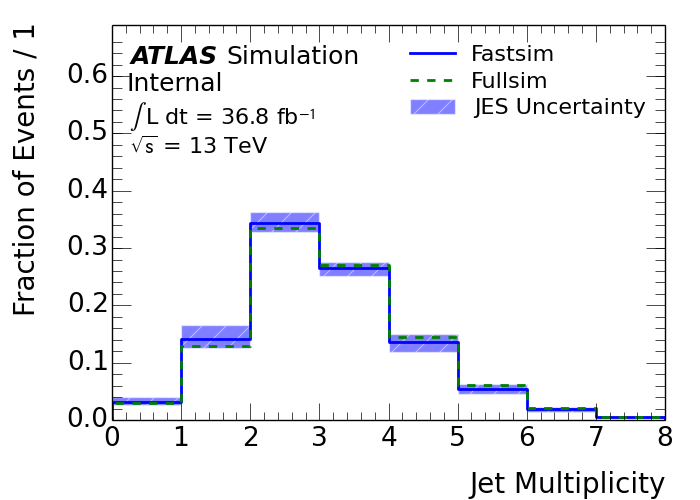 Fraction of Events / 1
ATLAS Simulation
Internal
∫L dt = 36.8 fb⁻¹
√s = 13 TeV
Fastsim
Fullsim
JES Uncertainty
0.6
0.5
0.4
0.3
0.2
0.1
0.0
0 1 2 3 4 5 6 7 8
Jet Multiplicity